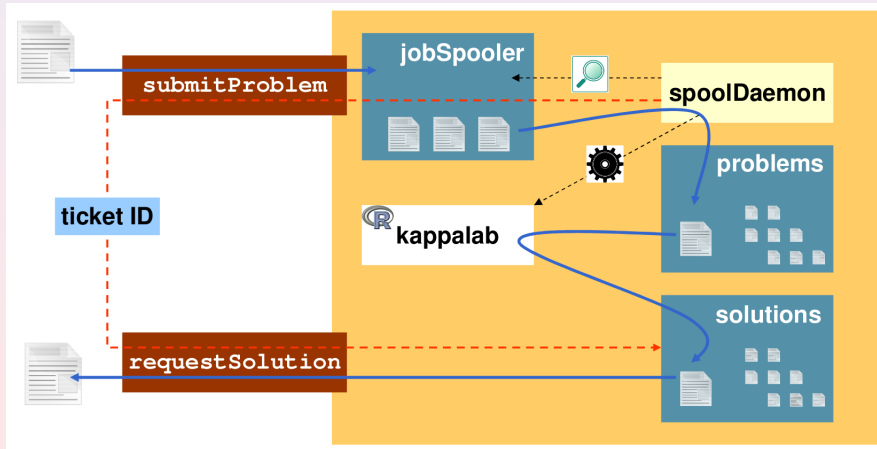 jobSpooler
submitProblem
spoolDaemon
problems
ticket ID
R
kappalab
solutions
requestSolution